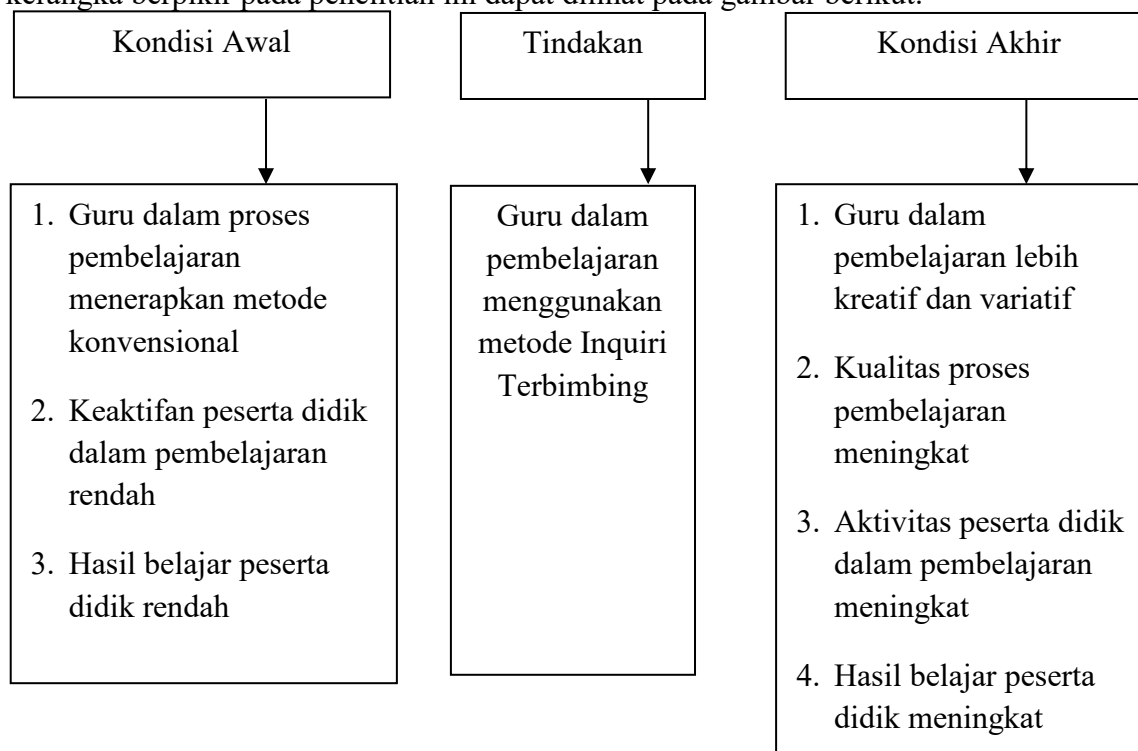 kerangka berpikir pada penelitian ini dapat dilihat pada gambar berikut:
Kondisi Awal
1. Guru dalam proses
pembelajaran
menerapkan metode
konvensional
2. Keaktifan peserta didik
dalam pembelajaran
rendah
3. Hasil belajar peserta
didik rendah
Tindakan
Guru dalam
pembelajaran
menggunakan
metode Inquiri
Terbimbing
Kondisi Akhir
1. Guru dalam
pembelajaran lebih
kreatif dan variatif
2. Kualitas proses
pembelajaran
meningkat
3. Aktivitas peserta didik
dalam pembelajaran
meningkat
4. Hasil belajar peserta
didik meningkat